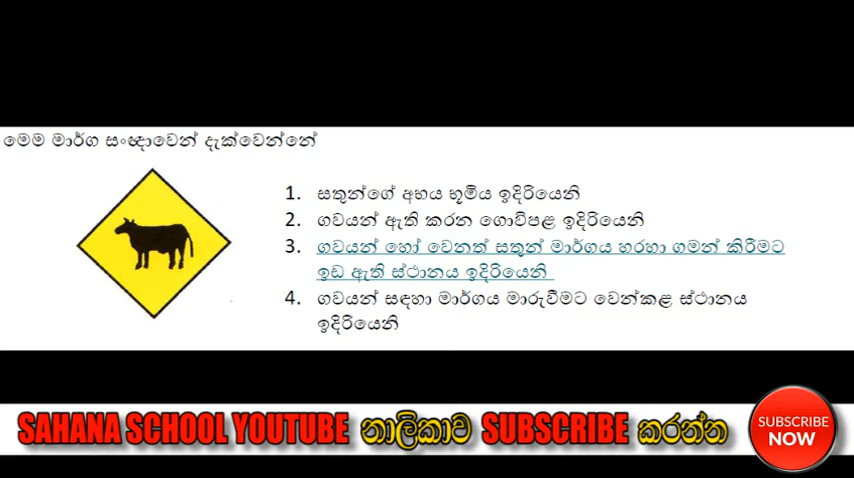 මෙම මාර්ග සංඥාවෙන් දැක්වෙන්නේ
1. සතුන්ගේ අභය භූමිය ඉදිරියෙනි
2. ගවයන් ඇති කරන ගොවිපළ ඉදිරියෙනි
3. ගවයන් හෝ වෙනත් සතුන් මාර්ගය හරහා ගමන් කිරීමට
ඉඩ ඇති ස්ථානය ඉදිරියෙනි
4. ගවයන් සඳහා මාර්ගය මාරුවීමට වෙන්කළ ස්ථානය
ඉදිරියෙනි
SAHANA SCHOOL YOUTUBE නාලිකාව SUBSCRIBE කරන්න
SUBSCRIBE
NOW